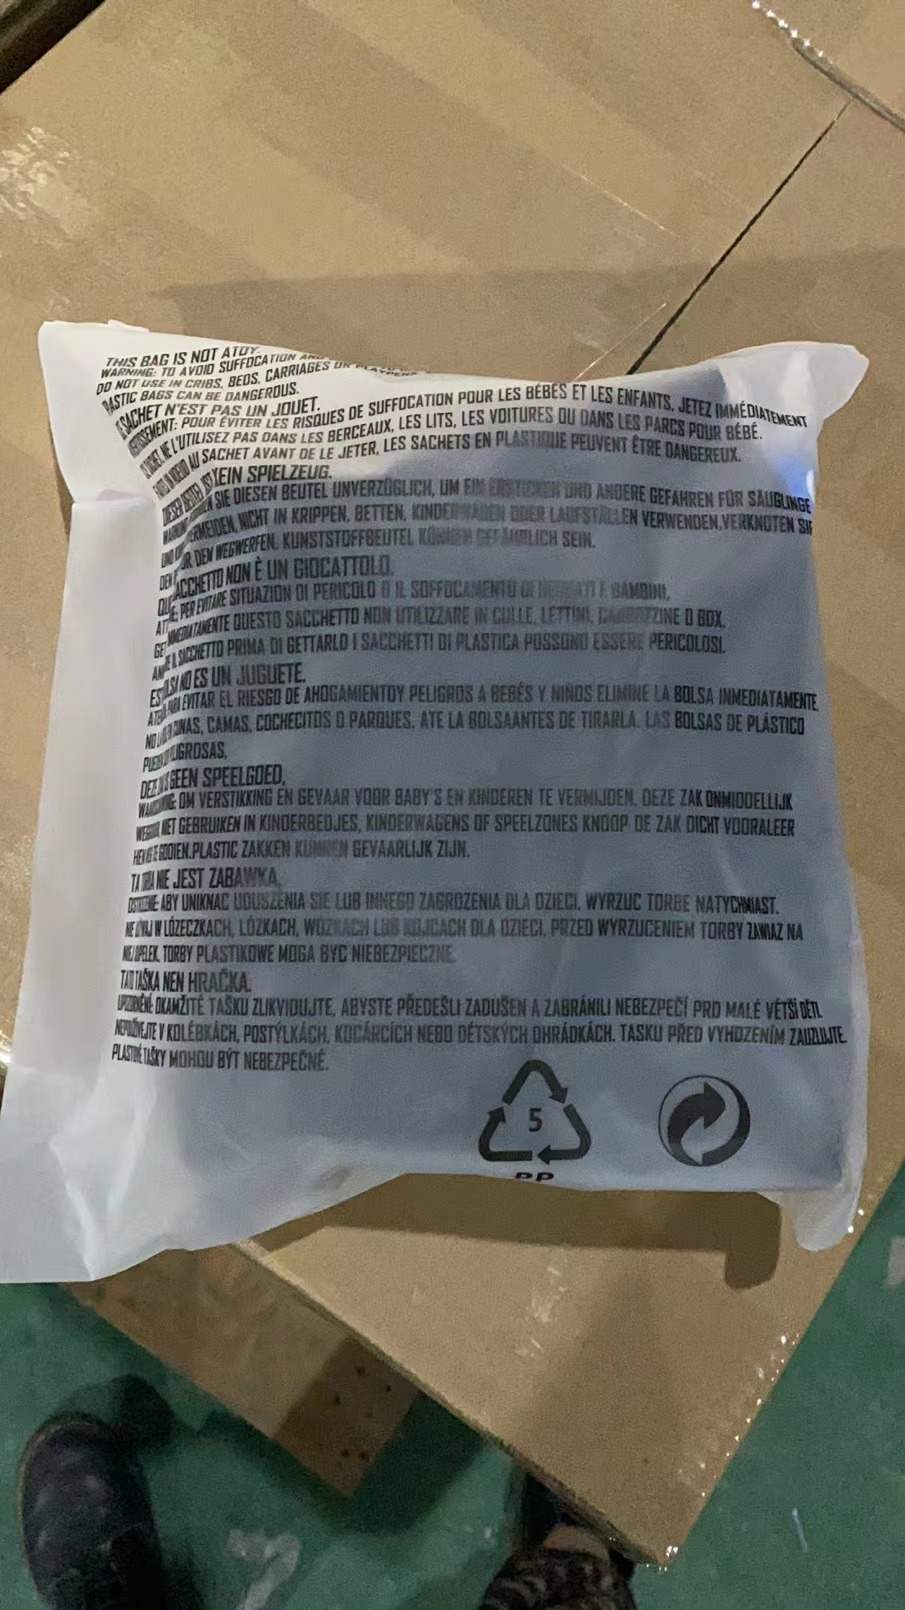 THIS BAG IS NOT ATOY.
WARNING: TO AVOID SUFFOCATION AND
DO NOT USE IN CRIBS, BEDS, CARRIAGES OR PLAYPENS
PLASTIC BAGS CAN BE DANGEROUS.
SACHET N'EST PAS UN JOUET.
POUR ÉVITER LES RISQUES DE SUFFOCATION POUR LES BÉBÉS ET LES ENFANTS, JETEZ IMMÉDIATEMENT
NE L'UTILISEZ PAS DANS LES BERCEAUX, LES LITS, LES VOITURES OU DANS LES PARCS POUR BÉBÉ.
AU SACHET AVANT DE LE JETER, LES SACHETS EN PLASTIQUE PEUVENT ÊTRE DANGEREUX.
DIESER BEUTEL IST KEIN SPIELZEUG.
SIE DIESEN BEUTEL UNVERZÜGLICH, UM EIN ERSTICKEN UND ANDERE GEFAHREN FÜR SÄUGLINGE
NICHT IN KRIPPEN, BETTEN, KINDERWAGEN ODER LAUFSTÄLLEN VERWENDEN.VERKNOTEN SIE
DEN WEGWERFEN. KUNSTSTOFFBEUTEL KÖNNEN GEFÄHRLICH SEIN.
SACCHETTO NON È UN GIOCATTOLO.
PER EVITARE SITUAZION DI PERICOLO O IL SOFFOCAMENTO DI NEONATI E BAMBINI,
QUESTO SACCHETTO NON UTILIZZARE IN CULLE, LETTINI, CARROZZINE O BOX.
IL SACCHETTO PRIMA DI GETTARLO I SACCHETTI DI PLASTICA POSSONO ESSERE PERICOLOSI.
NO ES UN JUGUETE.
EVITAR EL RIESGO DE AHOGAMIENTOY PELIGROS A BEBÉS Y NIÑOS ELIMINE LA BOLSA INMEDIATAMENTE
CAMAS, COCHECITOS O PARQUES. ATE LA BOLSAANTES DE TIRARLA. LAS BOLSAS DE PLÁSTICO
GEEN SPEELGOED,
OM VERSTIKKING EN GEVAAR VOOR BABY'S EN KINDEREN TE VERMIJDEN, DEZE ZAK ONMIDDELLIJK
NIET GEBRUIKEN IN KINDERBEDJES, KINDERWAGENS OF SPEELZONES KNOOP DE ZAK DICHT VOORALEER
PLASTIC ZAKKEN KUNNEN GEVAARLIJK ZIJN.
NIE JEST ZABAWKA,
ABY UNIKNAC UDUSZENIA SIE LUB INNEGO ZAGROZENIA DLA DZIECI. WYRZUC TORBE NATYCHMIAST.
W LÓZECZKACH, LÓZKACH, WÓZKACH LUB KOJCACH DLA DZIECI. PRZED WYRZUCENIEM TORBY ZAWIAZ NA
TORBY PLASTIKOWE MOGA BYC NIEBEZPIECZNE
TATO TAŠKA NEN HRAČKA.
OKAMŽITĚ TAŠKU ZLIKVIDUJTE, ABYSTE PŘEDEŠLI ZADUŠEN A ZABRÁNILI NEBEZPEČÍ PRO MALÉ VĚTŠÍ DĚTI.
V KOLÉBKÁCH, POSTÝLKÁCH, KOCÁRCÍCH NEBO DĚTSKÝCH OHRÁDKÁCH. TASKU PŘED VYHOZENÍM ZAUZLUJTE.
TAŠKY MOHOU BÝT NEBEZPEČNÉ.
5
PP